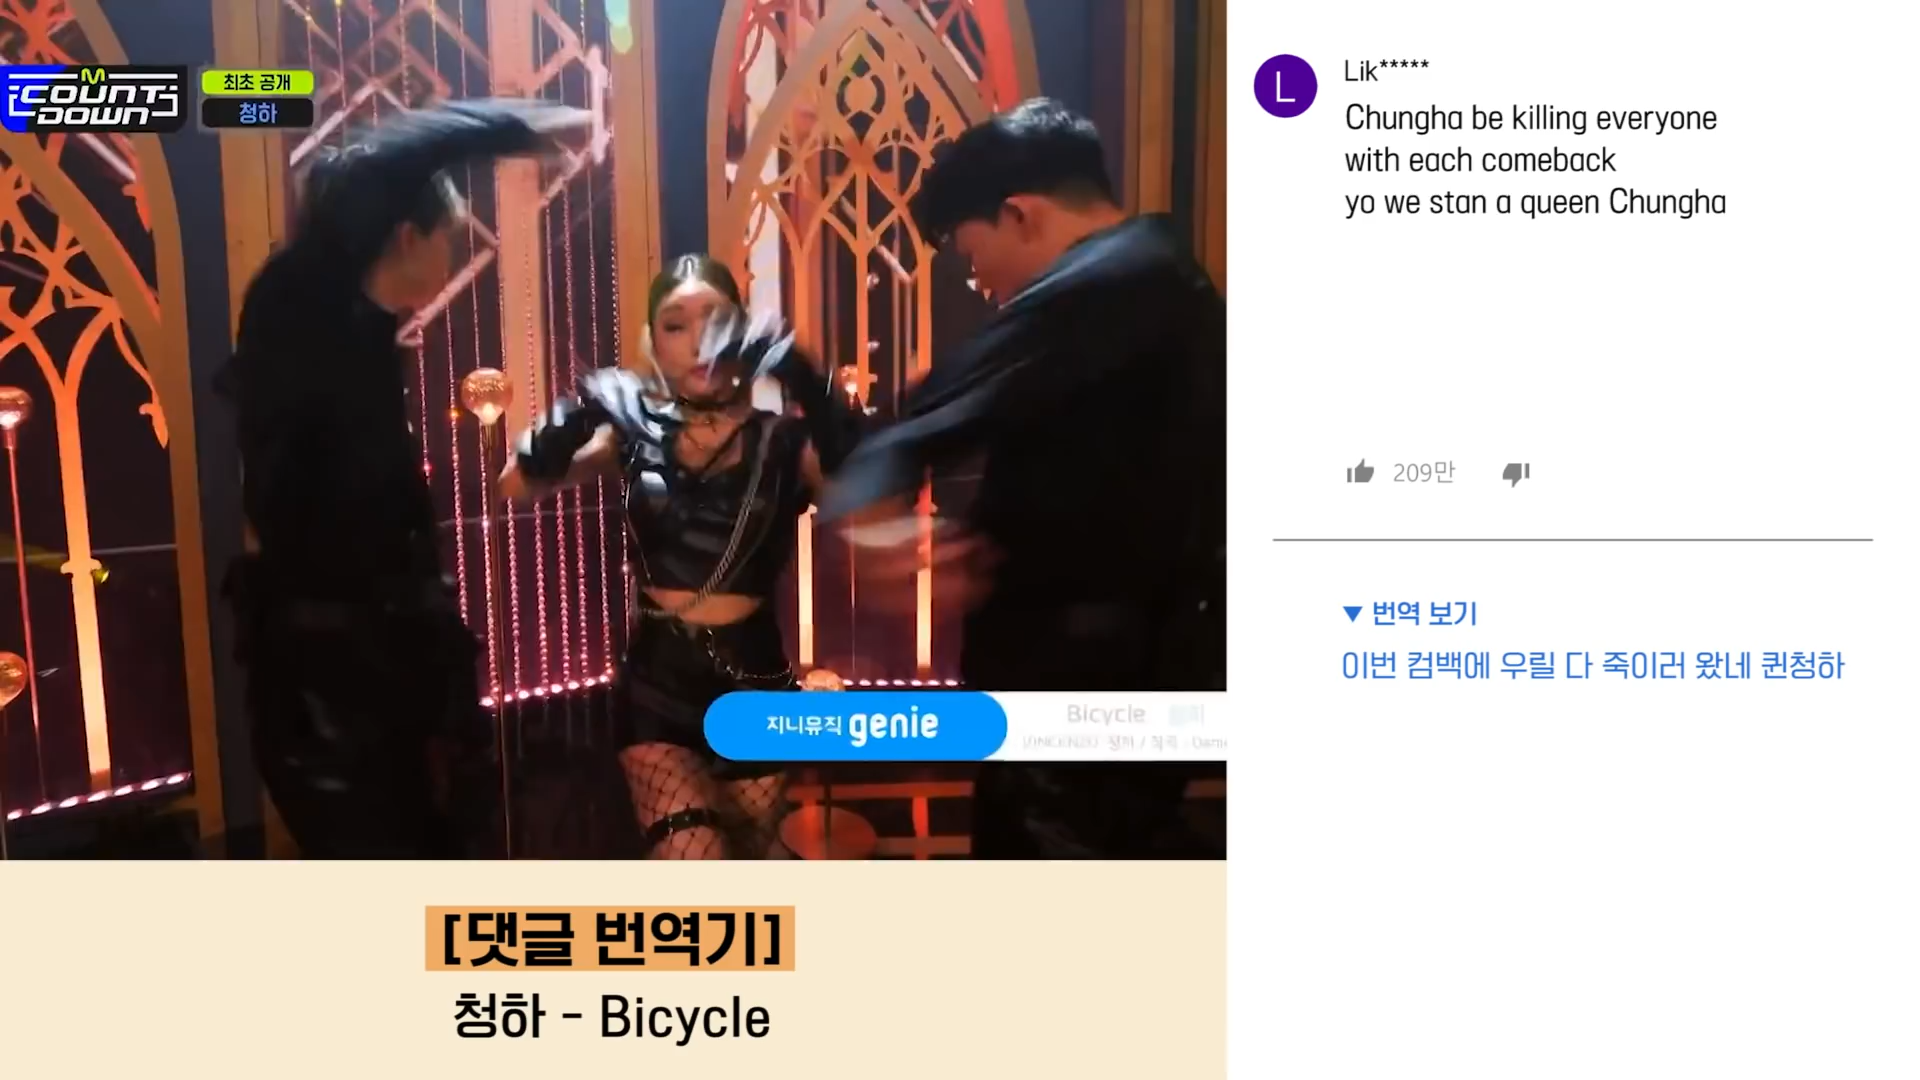 M
COUNT
DOWN
최초 공개
청하
지니뮤직 genie
Bicycle
[댓글 번역기]
청하 - Bicycle
L
Lik*****
Chungha be killing everyone
with each comeback
yo we stan a queen Chungha
209만
▼ 번역 보기
이번 컴백에 우릴 다 죽이러 왔네 퀸청하